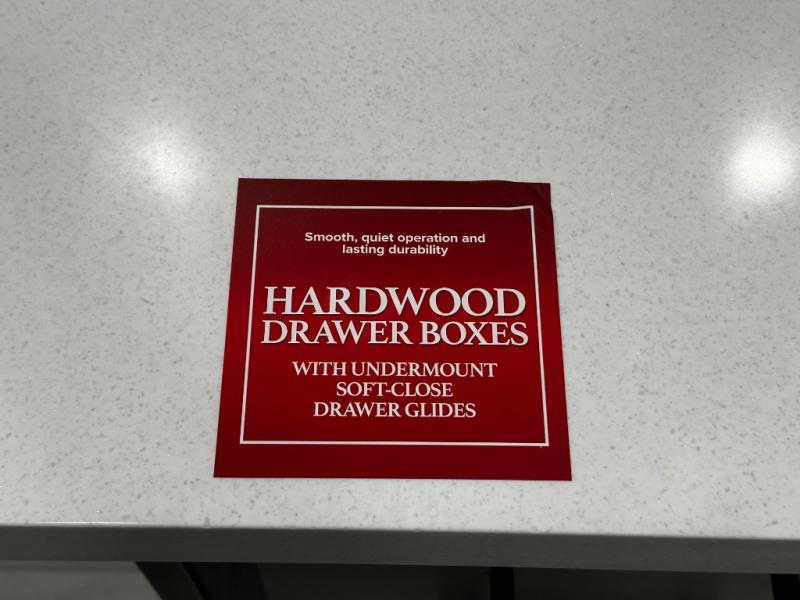 Smooth, quiet operation and
lasting durability
HARDWOOD
DRAWER BOXES
WITH UNDERMOUNT
SOFT-CLOSE
DRAWER GLIDES